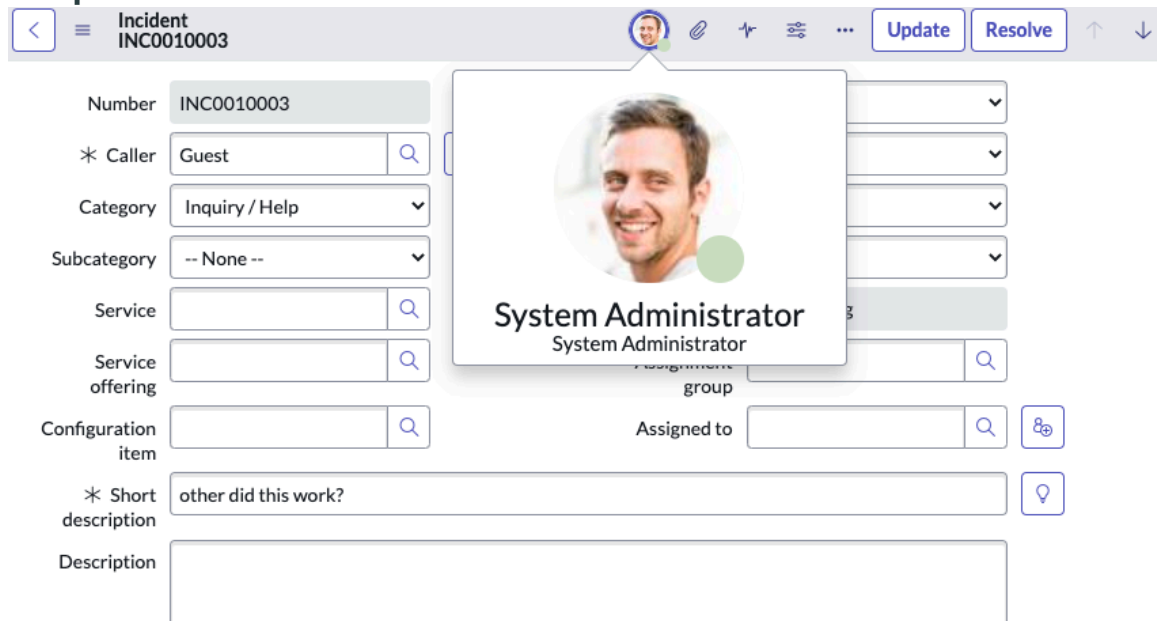 Incident
INC0010003
Update
Resolve
Number
INC0010003
Caller
Guest
Category
Inquiry / Help
Subcategory
-- None --
Service
Service
offering
Configuration
item
System Administrator
System Administrator
group
Assigned to
Short
description
other did this work?
Description